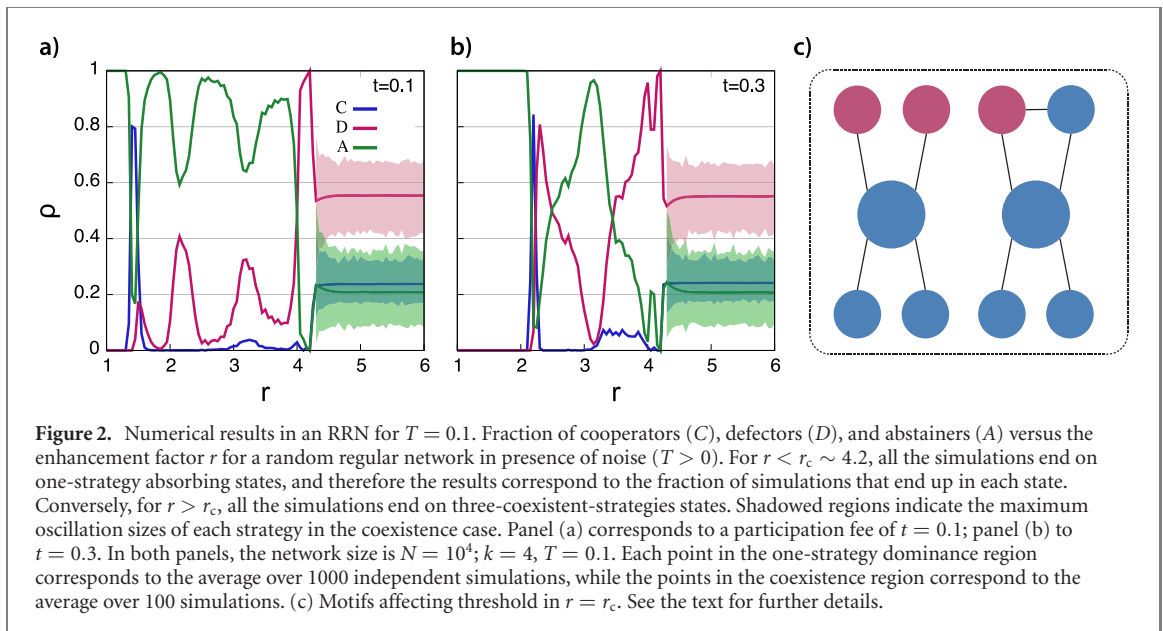 a)
b)
c)
1
0.8
0.6
0.4
0.2
0
ρ
t=0.1
C
D
A
1 2 3 4 5 6
r
t=0.3
1 2 3 4 5 6
r
Figure 2. Numerical results in an RRN for T = 0.1. Fraction of cooperators (C), defectors (D), and abstainers (A) versus the
enhancement factor r for a random regular network in presence of noise (T > 0). For r < rc ∼ 4.2, all the simulations end on
one-strategy absorbing states, and therefore the results correspond to the fraction of simulations that end up in each state.
Conversely, for r > rc, all the simulations end on three-coexistent-strategies states. Shadowed regions indicate the maximum
oscillation sizes of each strategy in the coexistence case. Panel (a) corresponds to a participation fee of t = 0.1; panel (b) to
t = 0.3. In both panels, the network size is N = 10⁴; k = 4, T = 0.1. Each point in the one-strategy dominance region
corresponds to the average over 1000 independent simulations, while the points in the coexistence region correspond to the
average over 100 simulations. (c) Motifs affecting threshold in r = rc. See the text for further details.